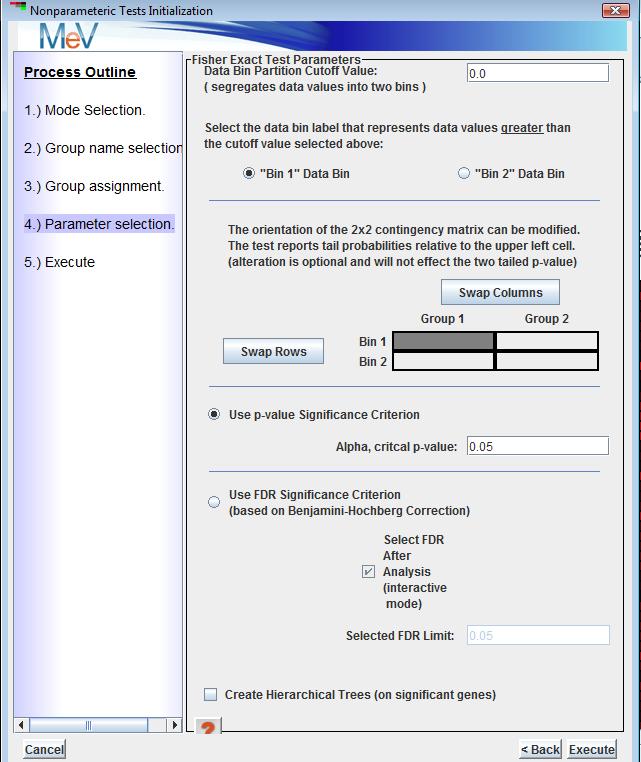 Nonparameteric Tests Initialization
MeV
Process Outline
1.) Mode Selection.
2.) Group name selection
3.) Group assignment.
4.) Parameter selection.
5.) Execute
Fisher Exact Test Parameters
Data Bin Partition Cutoff Value:
0.0
( segregates data values into two bins )
Select the data bin label that represents data values greater than
the cutoff value selected above:
"Bin 1" Data Bin
"Bin 2" Data Bin
The orientation of the 2x2 contingency matrix can be modified.
The test reports tail probabilities relative to the upper left cell.
(alteration is optional and will not effect the two tailed p-value)
Swap Columns
Group 1
Group 2
Swap Rows
Bin 1
Bin 2
Use p-value Significance Criterion
Alpha, critcal p-value:
0.05
Use FDR Significance Criterion
(based on Benjamini-Hochberg Correction)
Select FDR
After
Analysis
(interactive
mode)
Selected FDR Limit:
0.05
Create Hierarchical Trees (on significant genes)
?
Cancel
< Back
Execute